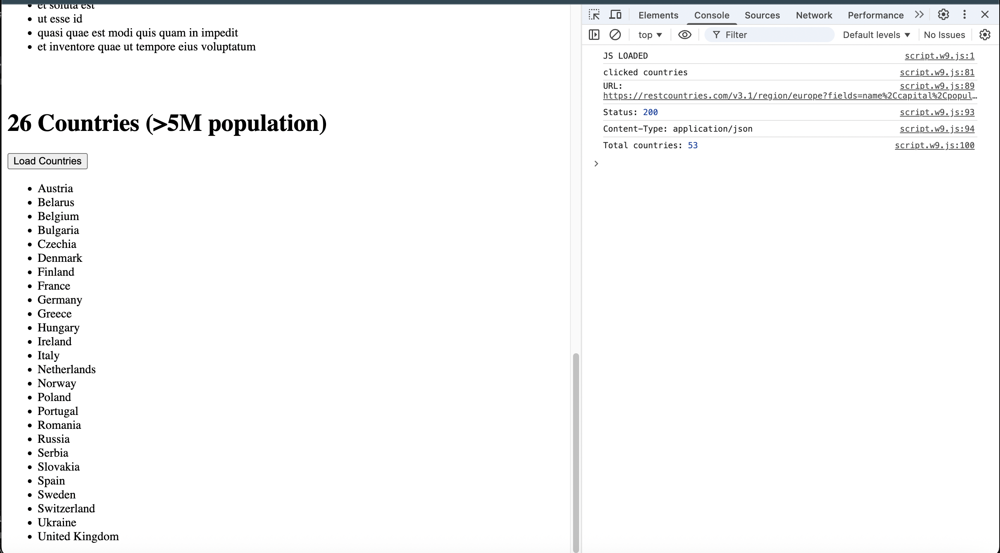 et soluta est
ut esse id
quasi quae est modi quis quam in impedit
et inventore quae ut tempore eius voluptatum
26 Countries (>5M population)
Load Countries
Austria
Belarus
Belgium
Bulgaria
Czechia
Denmark
Finland
France
Germany
Greece
Hungary
Ireland
Italy
Netherlands
Norway
Poland
Portugal
Romania
Russia
Serbia
Slovakia
Spain
Sweden
Switzerland
Ukraine
United Kingdom
Elements Console Sources Network Performance
top Filter Default levels No Issues
JS LOADED script.w9.js:1
clicked countries script.w9.js:81
URL: script.w9.js:89
https://restcountries.com/v3.1/region/europe?fields=name%2Ccapital%2Cpopul…
Status: 200 script.w9.js:93
Content-Type: application/json script.w9.js:94
Total countries: 53 script.w9.js:100